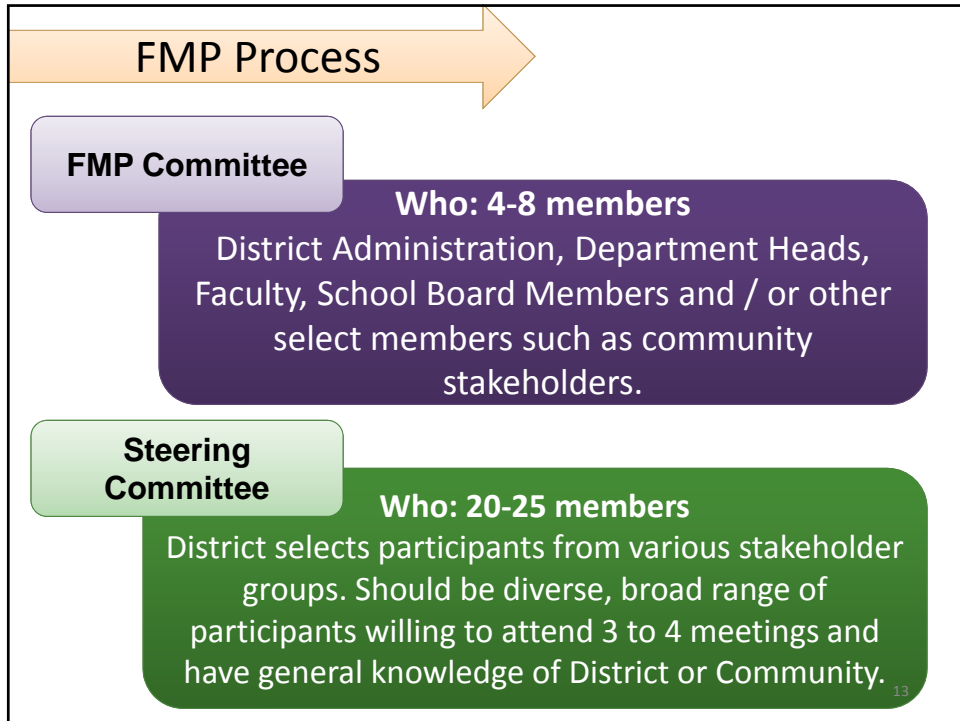 FMP Process
FMP Committee
Who: 4-8 members
District Administration, Department Heads,
Faculty, School Board Members and / or other
select members such as community
stakeholders.
Steering
Committee
Who: 20-25 members
District selects participants from various stakeholder
groups. Should be diverse, broad range of
participants willing to attend 3 to 4 meetings and
have general knowledge of District or Community.
13